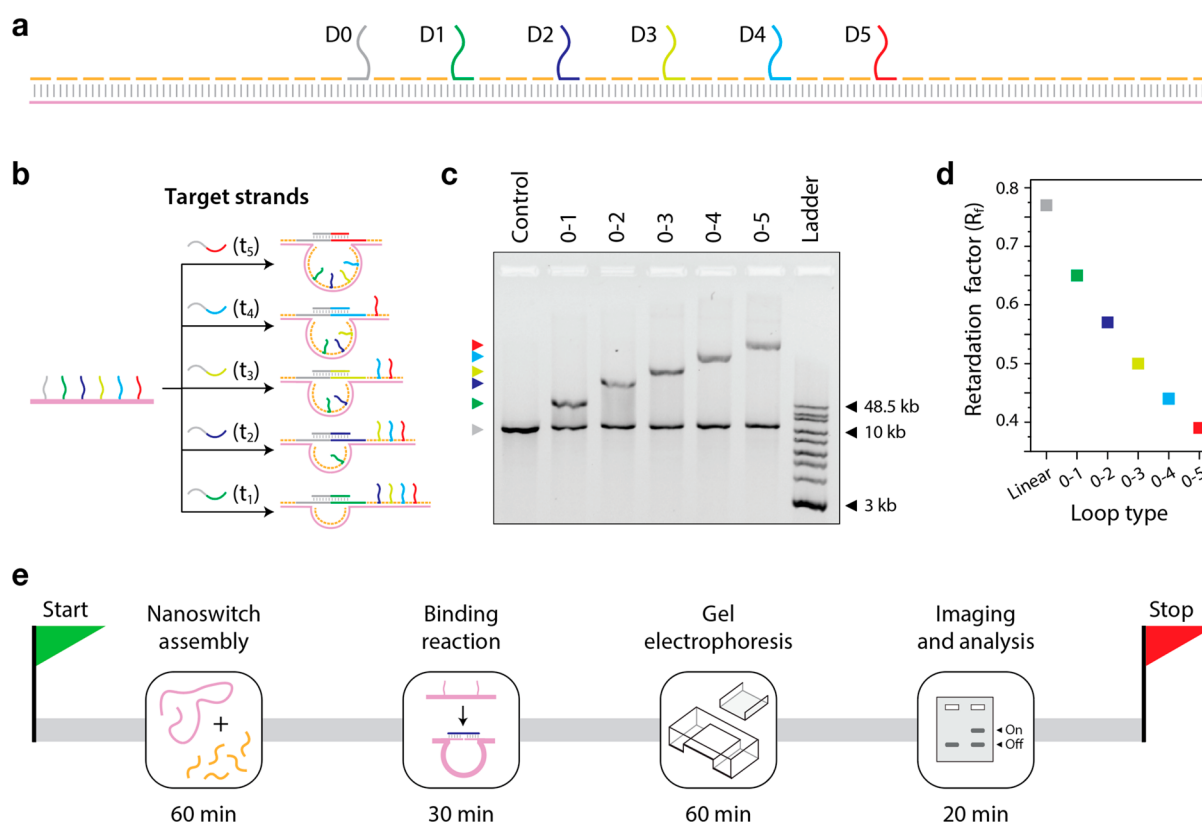 a
D0 D1 D2 D3 D4 D5
b
Target strands
(t5)
(t4)
(t3)
(t2)
(t1)
c
Control 0-1 0-2 0-3 0-4 0-5 Ladder
48.5 kb
10 kb
3 kb
d
Retardation factor (Rf)
0.8
0.7
0.6
0.5
0.4
Linear 0-1 0-2 0-3 0-4 0-5
Loop type
e
Start
Nanoswitch
assembly
+
60 min
Binding
reaction
30 min
Gel
electrophoresis
60 min
Imaging
and analysis
On
Off
20 min
Stop